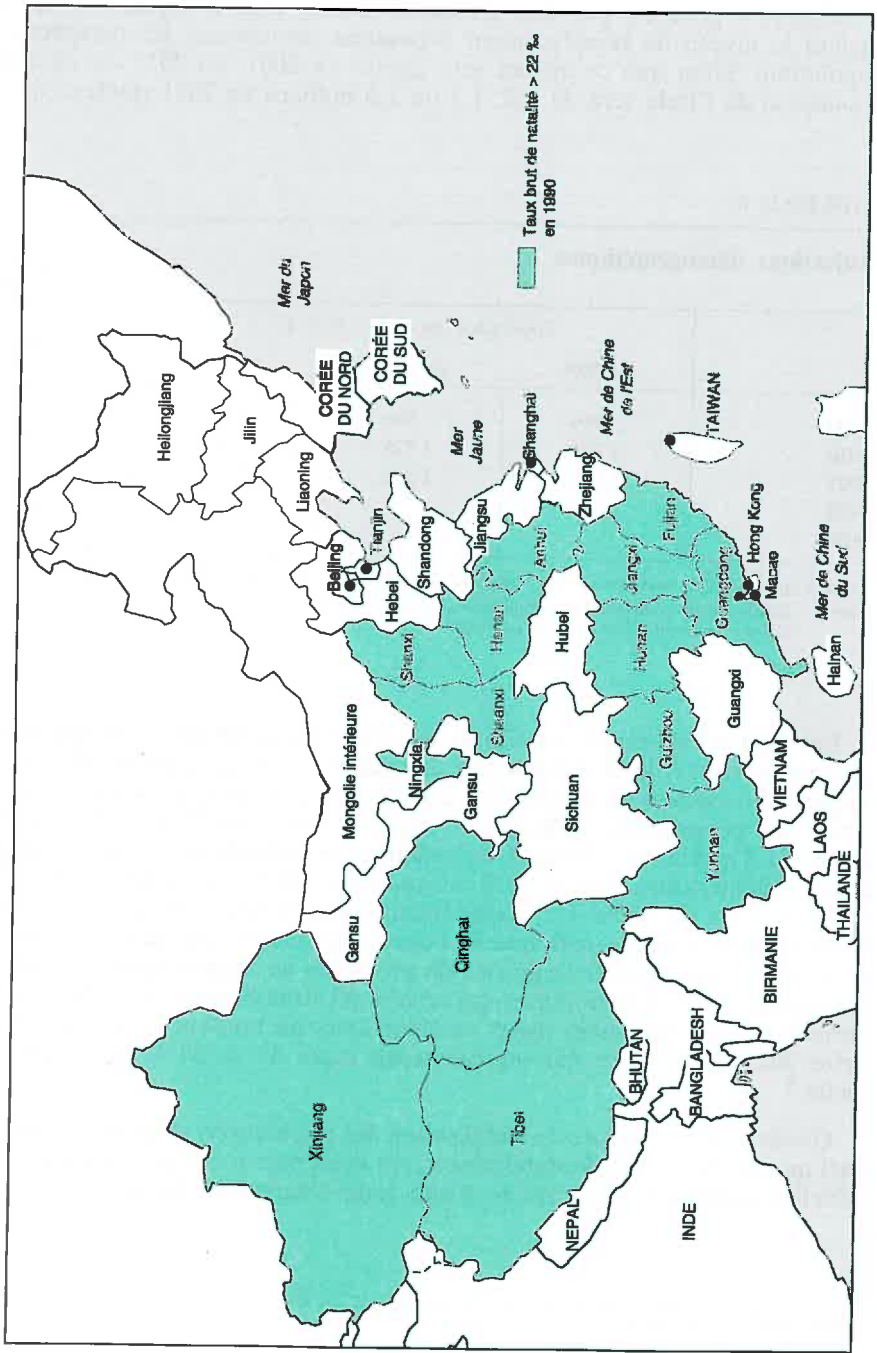 Taux brut de natalité > 22 ‰
en 1990
Mer du
Japon
Heilongjiang
Jilin
Liaoning
CORÉE
DU NORD
CORÉE
DU SUD
Mer
Jaune
Beijing
Tianjin
Hebei
Shandong
Jiangsu
Shanghai
Mer de Chine
de l'Est
Zhejiang
TAIWAN
Mongolie intérieure
Shanxi
Henan
Anhui
Ningxia
Shaanxi
Hubei
Jiangxi
Fujian
Gansu
Gansu
Sichuan
Hunan
Guangdong
Hong Kong
Macao
Mer de Chine
du Sud
Hainan
Guizhou
Guangxi
Xinjiang
Qinghai
Tibet
Yunnan
VIETNAM
LAOS
THAILANDE
BIRMANIE
BHUTAN
BANGLADESH
NEPAL
INDE